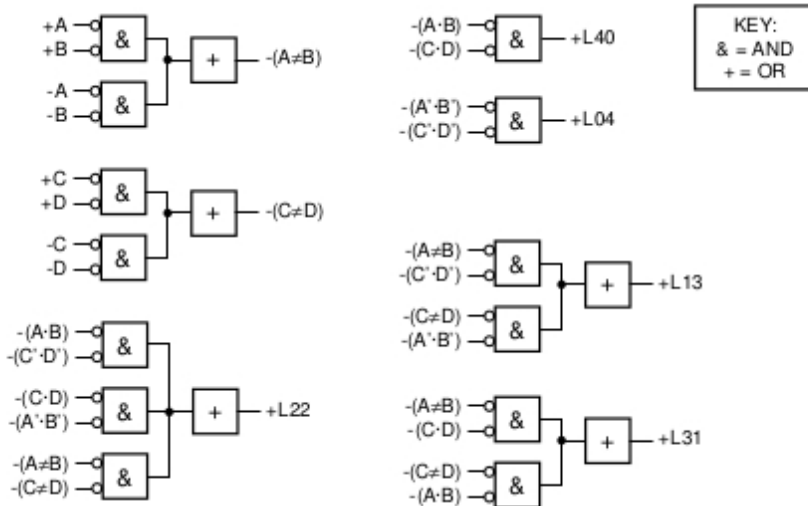 +A
+B
&
-A
-B
&
+
-(A≠B)
+C
+D
&
-C
-D
&
+
-(C≠D)
-(A·B)
-(C'·D')
&
-(C·D)
-(A'·B')
&
-(A≠B)
-(C≠D)
&
+
+L22
-(A·B)
-(C·D)
&
+L40
-(A'·B')
-(C'·D')
&
+L04
-(A≠B)
-(C'·D')
&
-(C≠D)
-(A'·B')
&
+
+L13
-(A≠B)
-(C·D)
&
-(C≠D)
-(A·B)
&
+
+L31
KEY:
& = AND
+ = OR